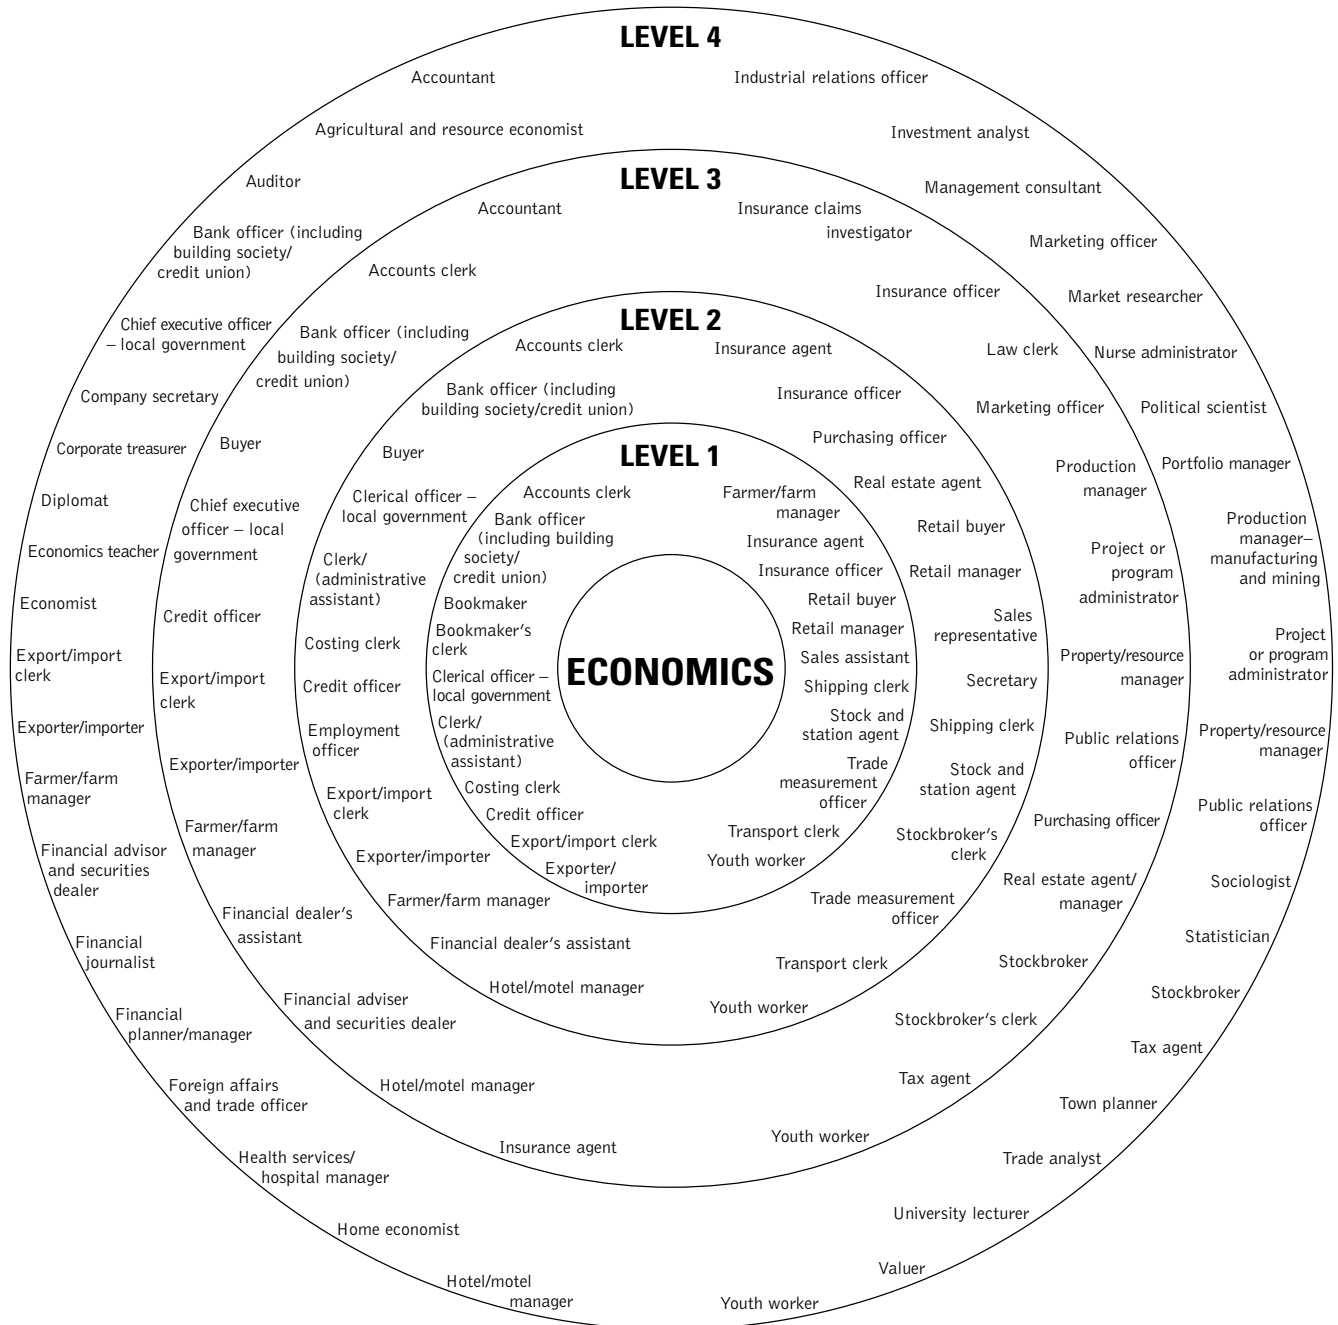 LEVEL 4
Accountant
Agricultural and resource economist
Auditor
Bank officer (including
building society/
credit union)
Chief executive officer
– local government
Company secretary
Corporate treasurer
Diplomat
Economics teacher
Economist
Export/import
clerk
Exporter/importer
Farmer/farm
manager
Financial advisor
and securities
dealer
Financial
journalist
Financial
planner/manager
Foreign affairs
and trade officer
Health services/
hospital manager
Home economist
Hotel/motel
manager
Industrial relations officer
Investment analyst
Management consultant
Marketing officer
Market researcher
Nurse administrator
Political scientist
Portfolio manager
Production
manager–
manufacturing
and mining
Project
or program
administrator
Property/resource
manager
Public relations
officer
Sociologist
Statistician
Stockbroker
Tax agent
Town planner
Trade analyst
University lecturer
Valuer
Youth worker
LEVEL 3
Accountant
Accounts clerk
Bank officer (including
building society/
credit union)
Buyer
Chief executive
officer – local
government
Credit officer
Export/import
clerk
Exporter/importer
Farmer/farm
manager
Financial dealer's
assistant
Financial adviser
and securities dealer
Hotel/motel manager
Insurance agent
Insurance claims
investigator
Insurance officer
Law clerk
Marketing officer
Production
manager
Project or
program
administrator
Property/resource
manager
Public relations
officer
Purchasing officer
Real estate agent/
manager
Stockbroker
Stockbroker's clerk
Tax agent
Youth worker
LEVEL 2
Accounts clerk
Bank officer (including
building society/credit union)
Buyer
Clerical officer –
local government
Clerk/
(administrative
assistant)
Costing clerk
Credit officer
Employment
officer
Export/import
clerk
Exporter/importer
Farmer/farm manager
Financial dealer's assistant
Hotel/motel manager
Insurance agent
Insurance officer
Purchasing officer
Real estate agent
Retail buyer
Retail manager
Sales
representative
Secretary
Shipping clerk
Stock and
station agent
Stockbroker's
clerk
Trade measurement
officer
Transport clerk
Youth worker
LEVEL 1
Accounts clerk
Bank officer
(including building
society/
credit union)
Bookmaker
Bookmaker's
clerk
Clerical officer –
local government
Clerk/
(administrative
assistant)
Costing clerk
Credit officer
Export/import clerk
Exporter/
importer
Farmer/farm
manager
Insurance agent
Insurance officer
Retail buyer
Retail manager
Sales assistant
Shipping clerk
Stock and
station agent
Trade
measurement
officer
Transport clerk
Youth worker
ECONOMICS